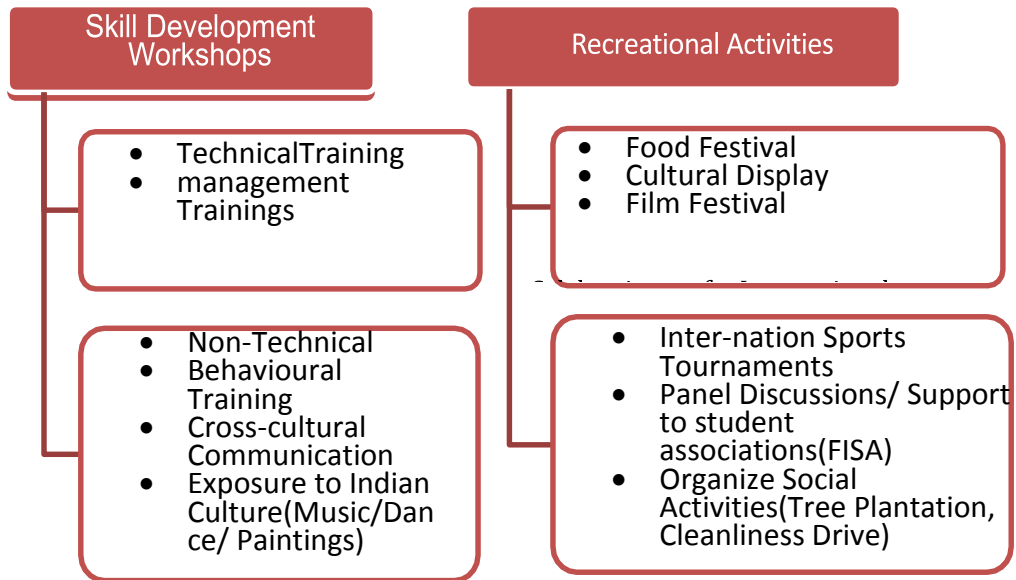 Skill Development
Workshops
TechnicalTraining
management
Trainings
Non-Technical
Behavioural
Training
Cross-cultural
Communication
Exposure to Indian
Culture(Music/Dan
ce/ Paintings)
Recreational Activities
Food Festival
Cultural Display
Film Festival
Inter-nation Sports
Tournaments
Panel Discussions/ Support
to student
associations(FISA)
Organize Social
Activities(Tree Plantation,
Cleanliness Drive)